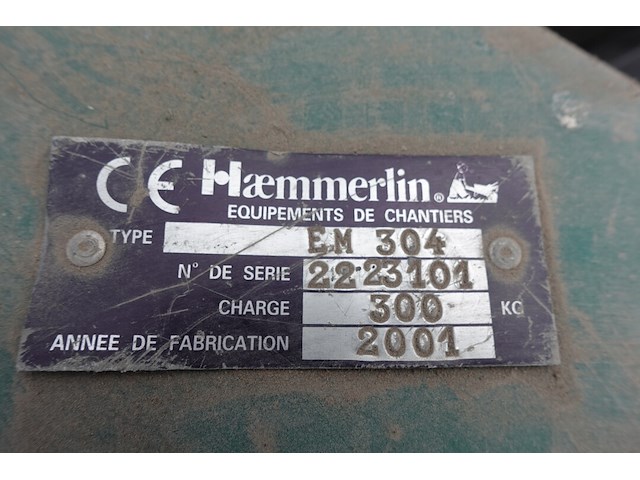 CE Hæmmerlin®
EQUIPEMENTS DE CHANTIERS
TYPE EM 304
N° DE SERIE 2223101
CHARGE 300 KG
ANNEE DE FABRICATION 2001